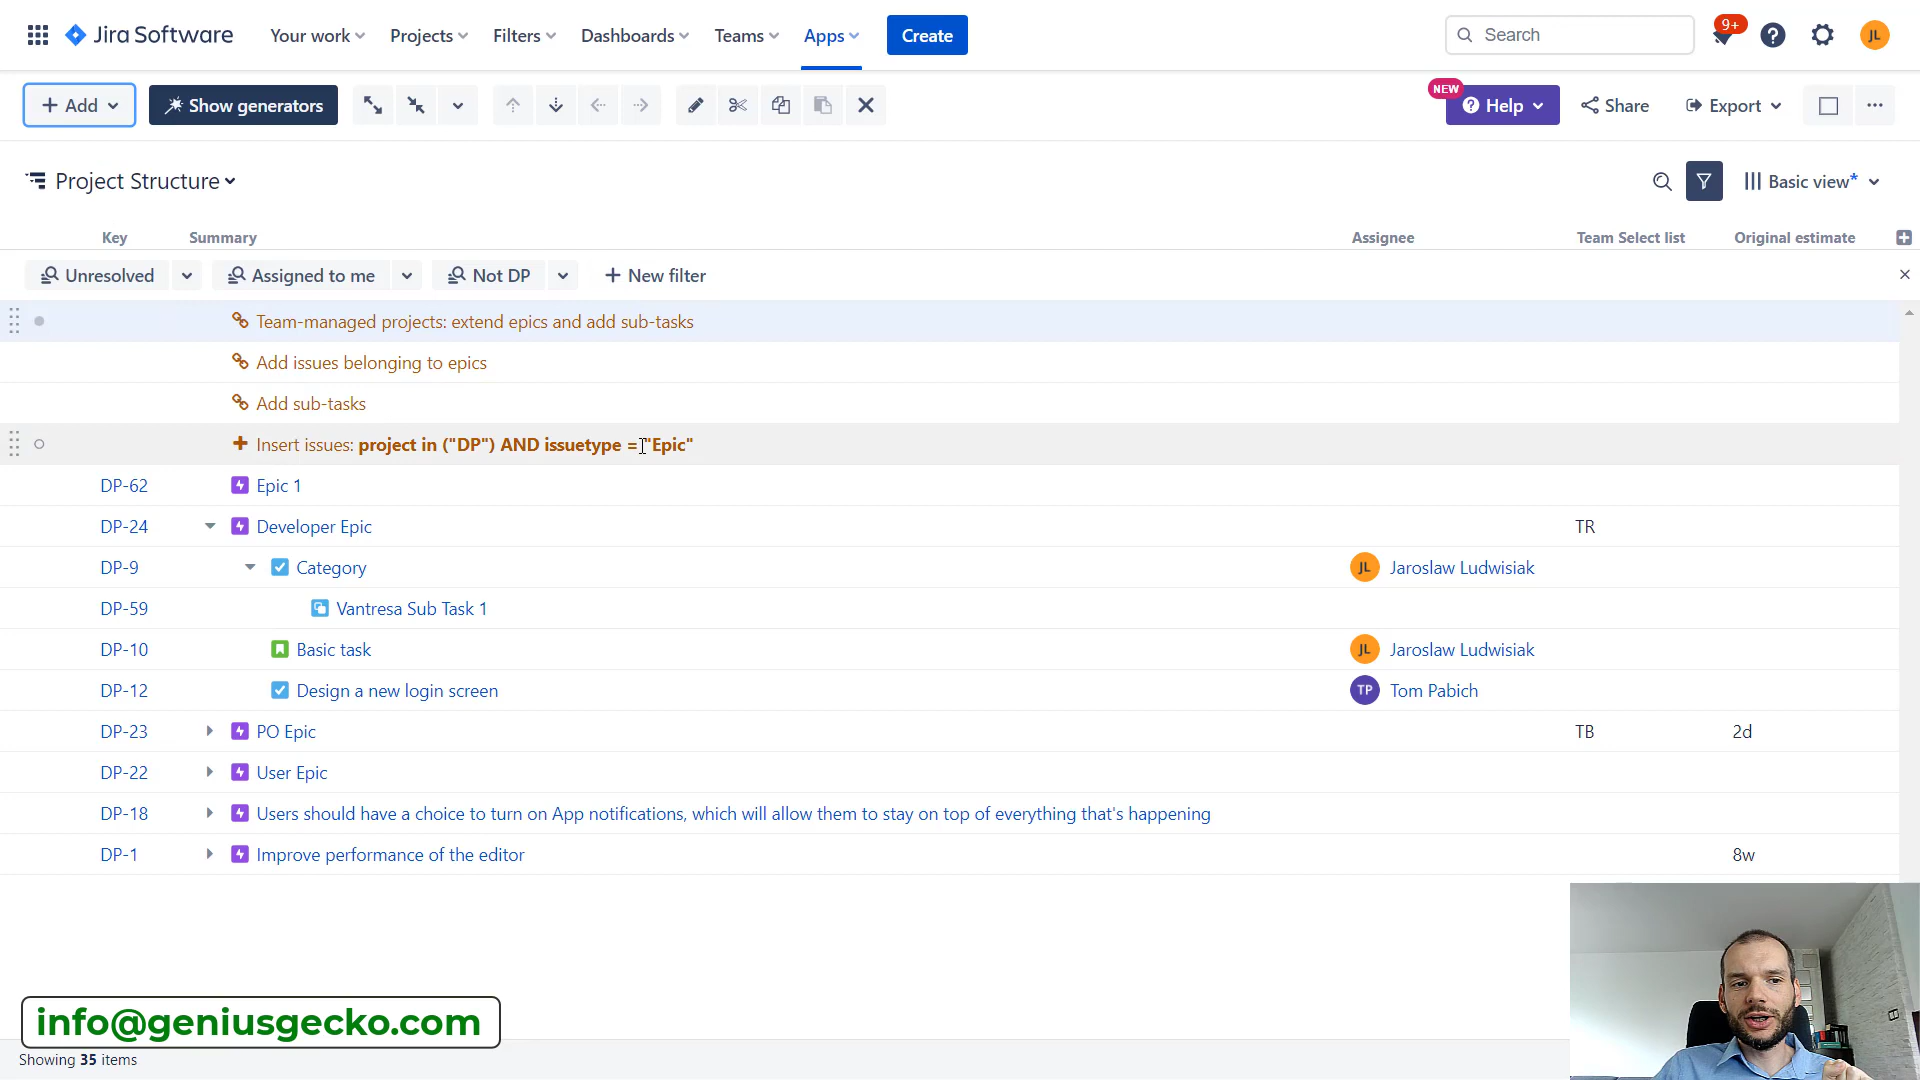 Jira Software Your work Projects Filters Dashboards Teams Apps Create Search 9+ JL
Add Show generators NEW Help Share Export
Project Structure Basic view*
Key Summary Assignee Team Select list Original estimate
Unresolved Assigned to me Not DP New filter
Team-managed projects: extend epics and add sub-tasks
Add issues belonging to epics
Add sub-tasks
Insert issues: project in ("DP") AND issuetype = "Epic"
DP-62 Epic 1
DP-24 Developer Epic TR
DP-9 Category JL Jaroslaw Ludwisiak
DP-59 Vantresa Sub Task 1
DP-10 Basic task JL Jaroslaw Ludwisiak
DP-12 Design a new login screen TP Tom Pabich
DP-23 PO Epic TB 2d
DP-22 User Epic
DP-18 Users should have a choice to turn on App notifications, which will allow them to stay on top of everything that's happening
DP-1 Improve performance of the editor 8w
info@geniusgecko.com
Showing 35 items